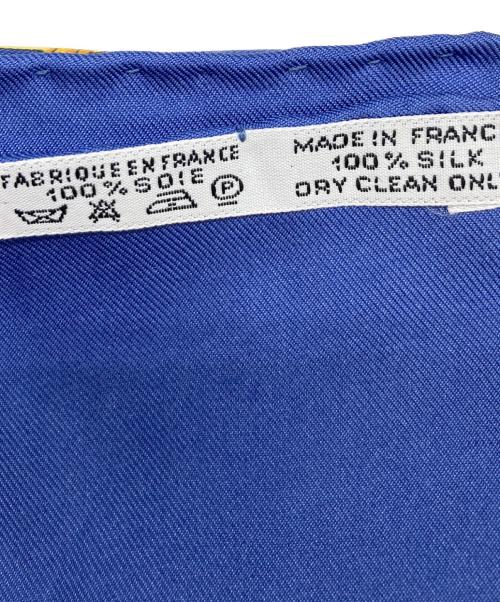 FABRIQUE EN FRANCE
100% SOIE
P
MADE IN FRANC
100% SILK
DRY CLEAN ONL